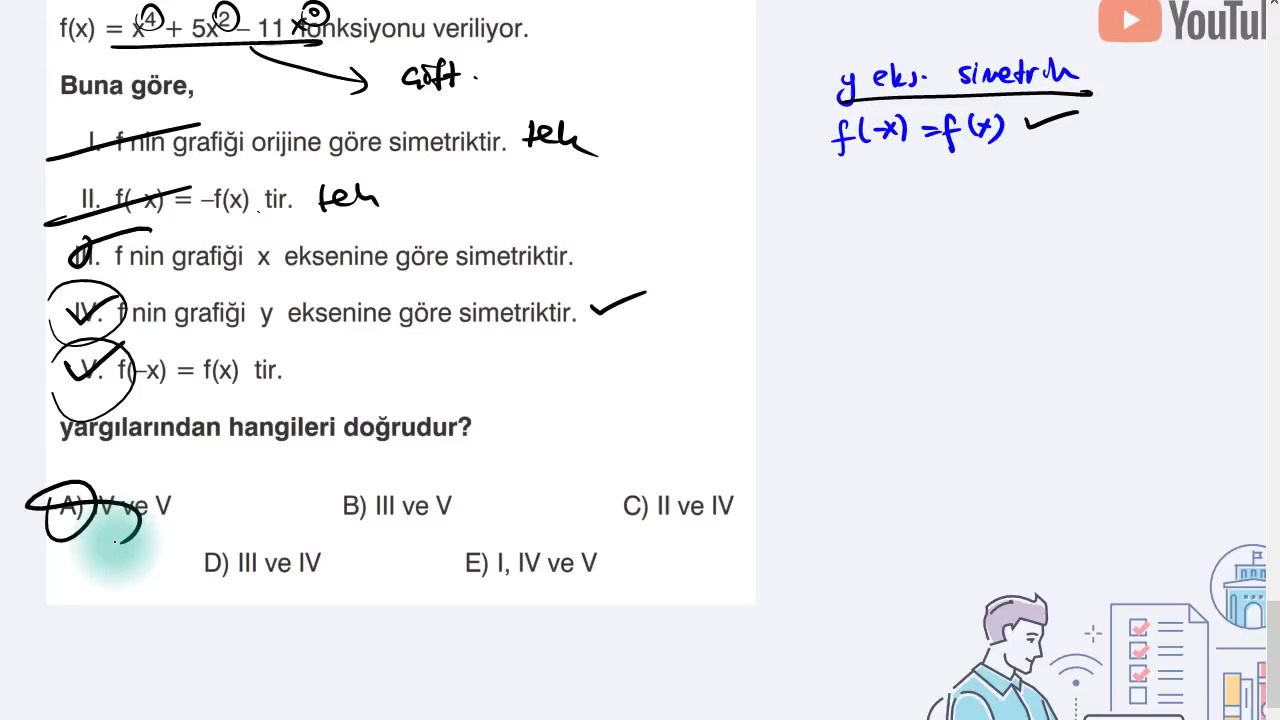 f(x) = x⁴ + 5x² – 11 x⁰ fonksiyonu veriliyor.
çift.
Buna göre,
I. f nin grafiği orijine göre simetriktir. tek
II. f(–x) = –f(x) tir. tek
III. f nin grafiği x eksenine göre simetriktir.
IV. f nin grafiği y eksenine göre simetriktir.
V. f(–x) = f(x) tir.
yargılarından hangileri doğrudur?
A) IV ve V B) III ve V C) II ve IV
D) III ve IV E) I, IV ve V
YouTu
y eks. simetrik
f(-x) = f(x)